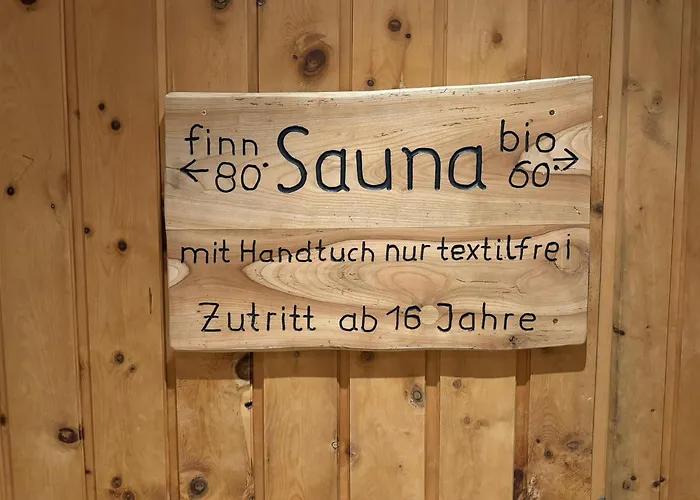 finn Sauna bio
← 80° 60° →
mit Handtuch nur textilfrei
Zutritt ab 16 Jahre